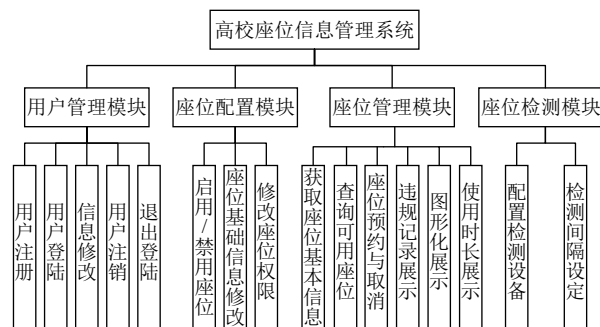 高校座位信息管理系统
用户管理模块
座位配置模块
座位管理模块
座位检测模块
用户注册
用户登陆
信息修改
用户注销
退出登陆
启用/禁用座位
座位基础信息修改
修改座位权限
获取座位基本信息
查询可用座位
座位预约与取消
违规记录展示
图形化展示
使用时长展示
配置检测设备
检测间隔设定